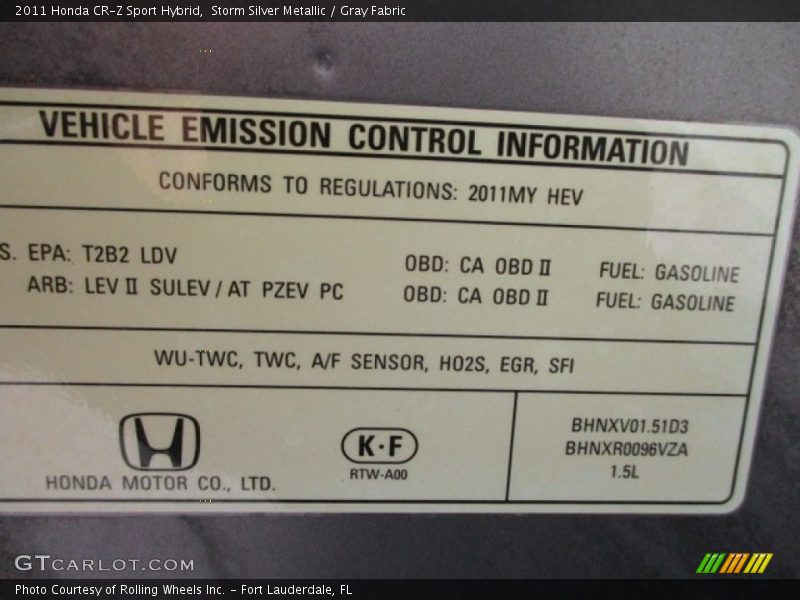 2011 Honda CR-Z Sport Hybrid,  Storm Silver Metallic / Gray Fabric
VEHICLE EMISSION CONTROL INFORMATION
CONFORMS TO REGULATIONS: 2011MY HEV
S. EPA: T2B2 LDV OBD: CA OBD II FUEL: GASOLINE
ARB: LEV II SULEV / AT PZEV PC OBD: CA OBD II FUEL: GASOLINE
WU-TWC, TWC, A/F SENSOR, HO2S, EGR, SFI
HONDA MOTOR CO., LTD.
K·F
RTW-A00
BHNXV01.51D3
BHNXR0096VZA
1.5L
GTCARLOT.COM
Photo Courtesy of Rolling Wheels Inc. - Fort Lauderdale, FL